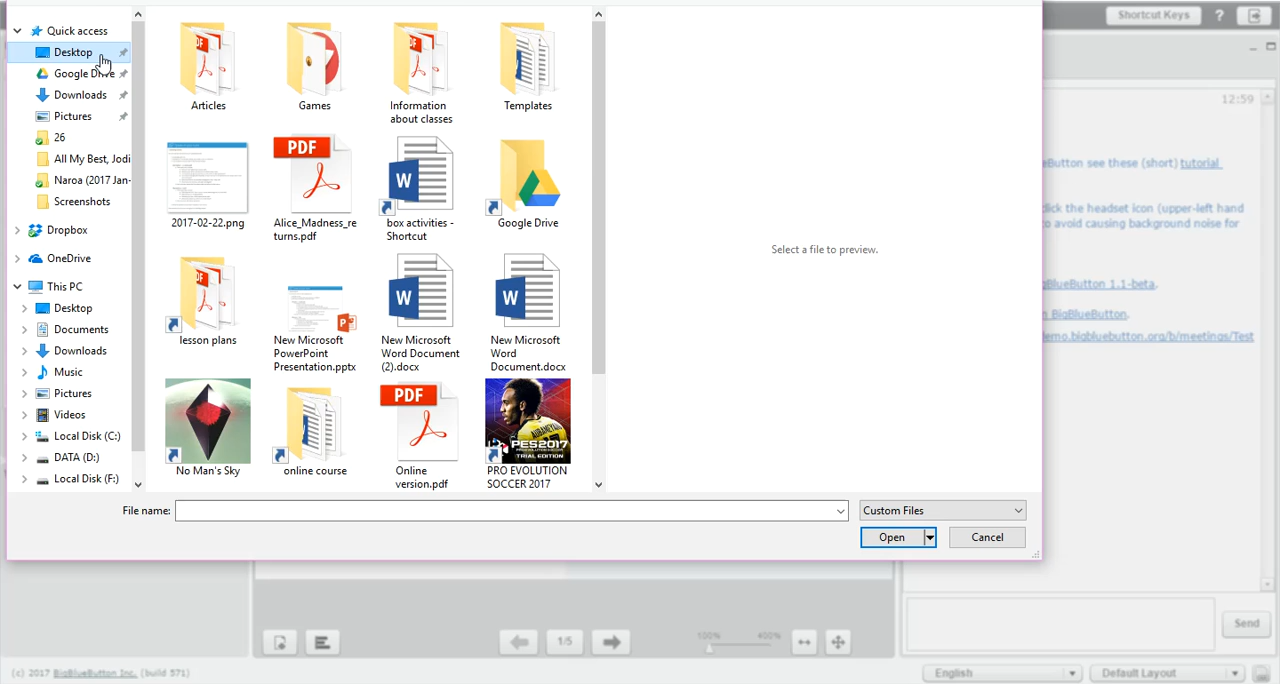 Shortcut Keys
?
Quick access
Desktop
Google Drive
Downloads
Pictures
26
All My Best, Jodi
Naroa (2017 Jan-
Screenshots
Dropbox
OneDrive
This PC
Desktop
Documents
Downloads
Music
Pictures
Videos
Local Disk (C:)
DATA (D:)
Local Disk (F:)
Articles
Games
Information
about classes
Templates
2017-02-22.png
PDF
Alice_Madness_re
turns.pdf
W
box activities -
Shortcut
Google Drive
lesson plans
New Microsoft
PowerPoint
Presentation.pptx
W
New Microsoft
Word Document
(2).docx
W
New Microsoft
Word
Document.docx
No Man's Sky
online course
PDF
Online
version.pdf
PES2017
TRIAL EDITION
PRO EVOLUTION
SOCCER 2017
Select a file to preview.
File name:
Custom Files
Open
Cancel
12:59
eButton see these (short) tutorial
click the headset icon (upper-left hand
to avoid causing background noise for
gBlueButton 1.1-beta.
BigBlueButton.
emo.bigbluebutton.org/b/meetings/Test
1/5
100%
400%
Send
(c) 2017 BigBlueButton Inc. (build 571)
English
Default Layout